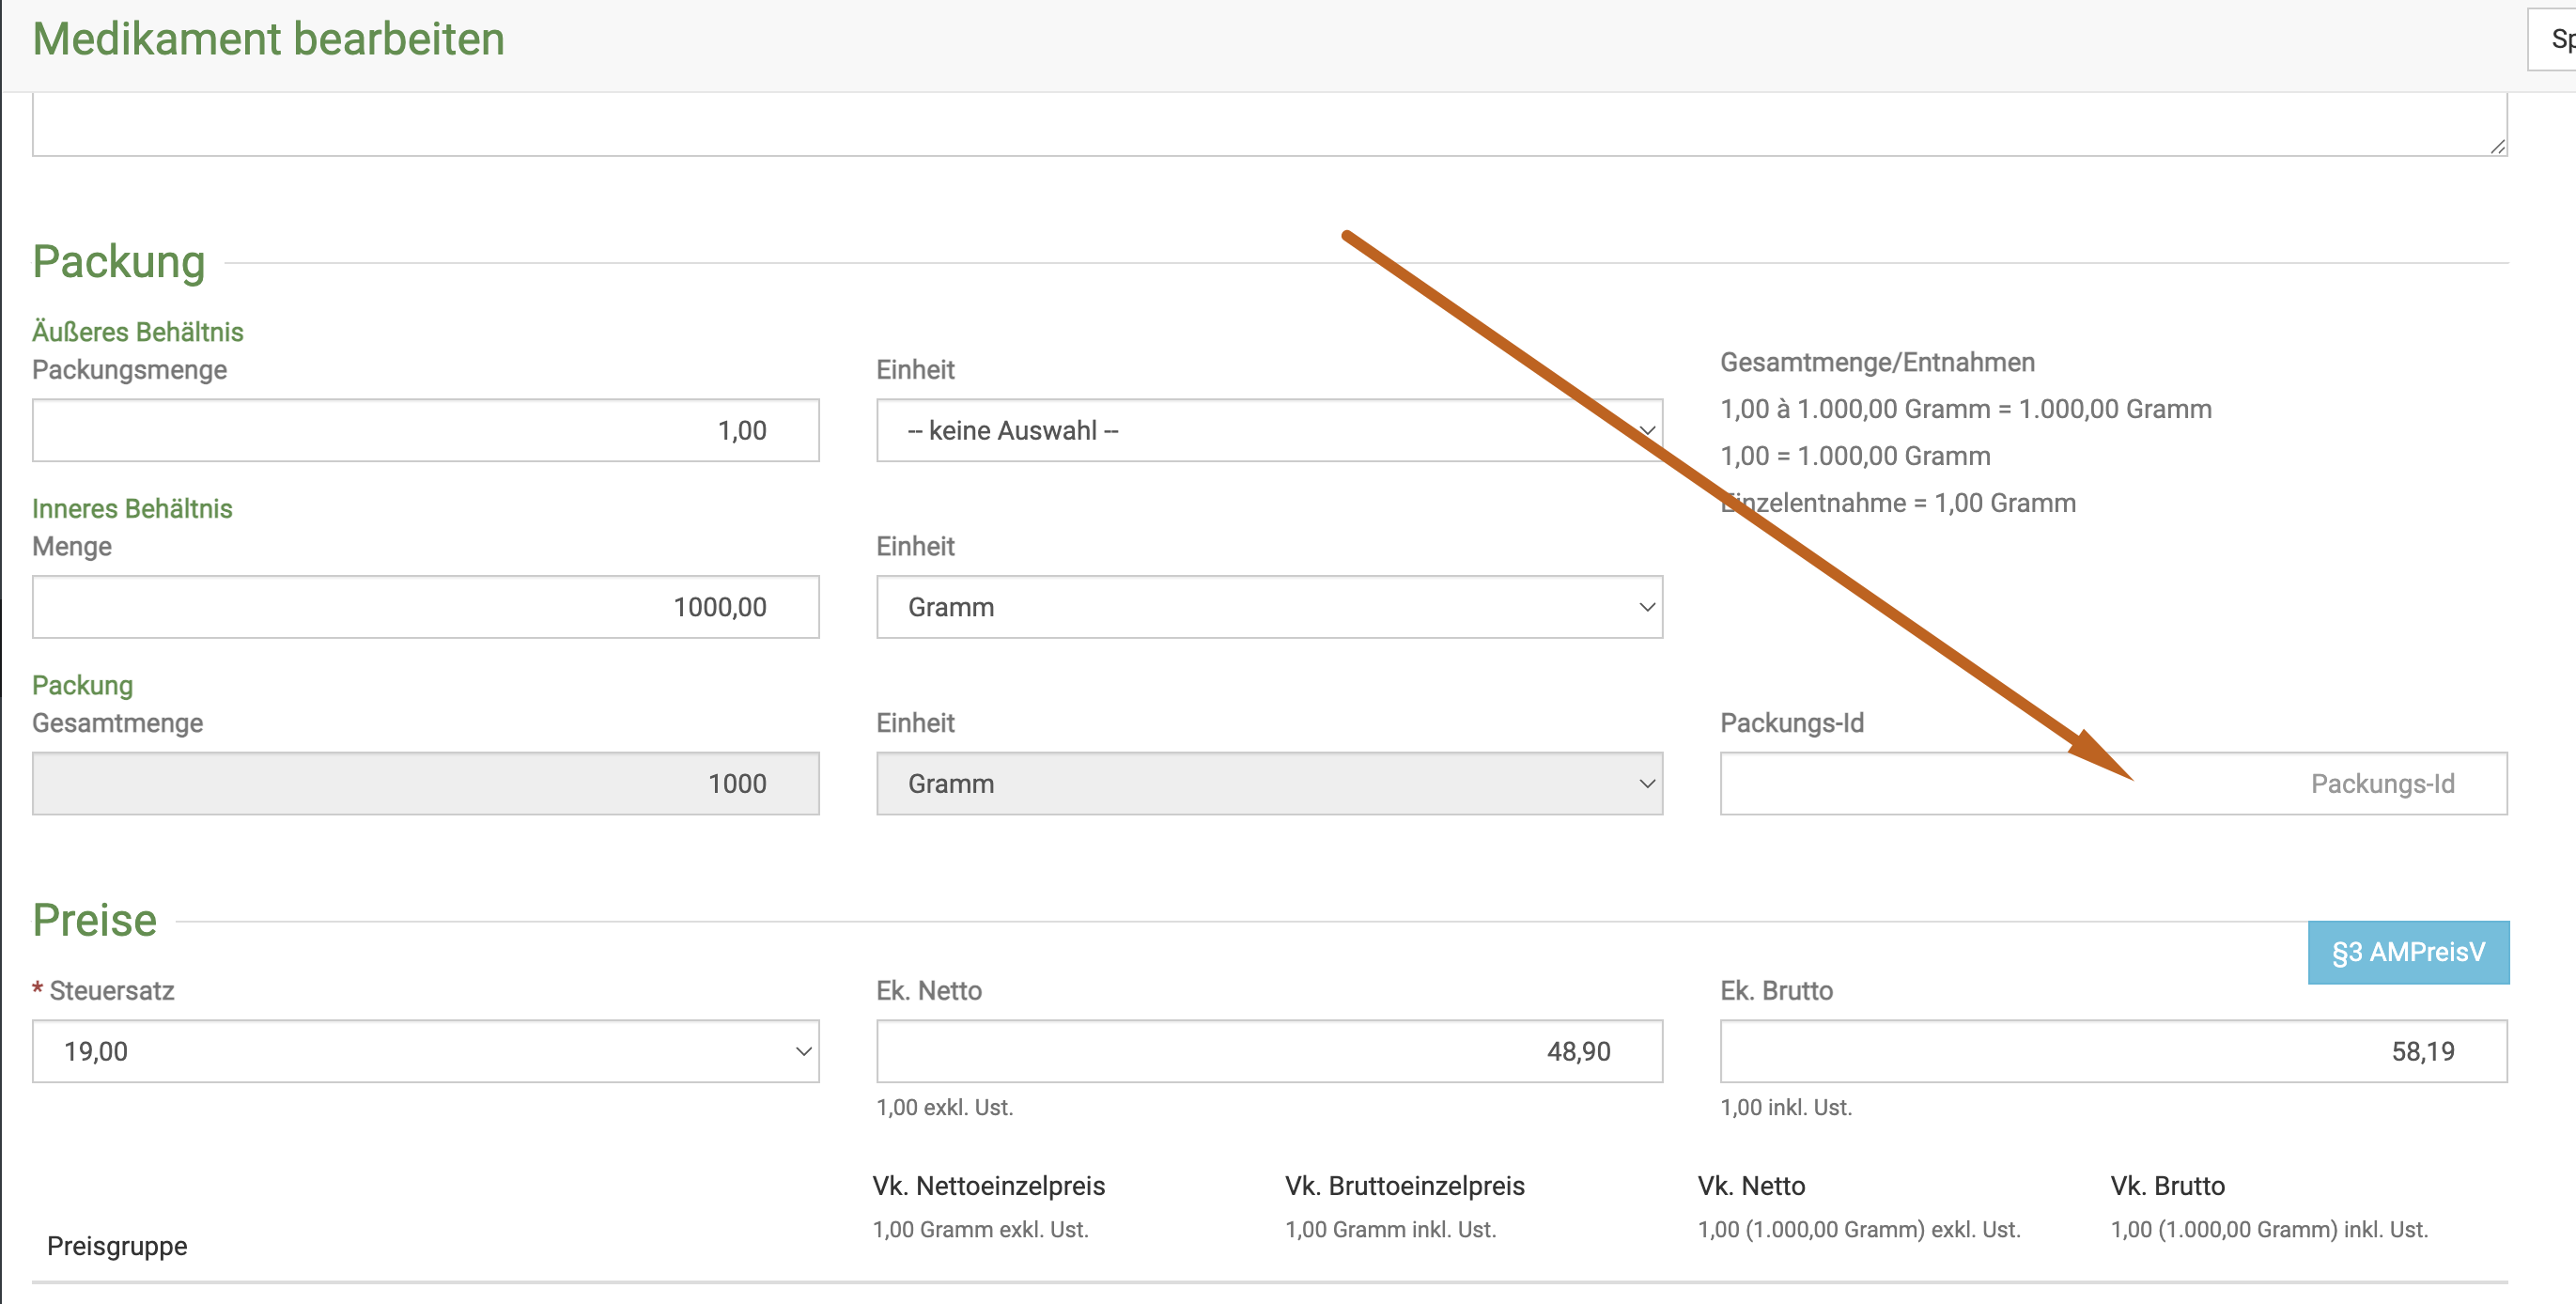 Medikament bearbeiten
Packung
Äußeres Behältnis
Packungsmenge
Einheit
Gesamtmenge/Entnahmen
1,00
-- keine Auswahl --
1,00 à 1.000,00 Gramm = 1.000,00 Gramm
1,00 = 1.000,00 Gramm
Einzelentnahme = 1,00 Gramm
Inneres Behältnis
Menge
Einheit
1000,00
Gramm
Packung
Gesamtmenge
Einheit
Packungs-Id
1000
Gramm
Packungs-Id
Preise
§3 AMPreisV
* Steuersatz
Ek. Netto
Ek. Brutto
19,00
48,90
58,19
1,00 exkl. Ust.
1,00 inkl. Ust.
Vk. Nettoeinzelpreis
Vk. Bruttoeinzelpreis
Vk. Netto
Vk. Brutto
1,00 Gramm exkl. Ust.
1,00 Gramm inkl. Ust.
1,00 (1.000,00 Gramm) exkl. Ust.
1,00 (1.000,00 Gramm) inkl. Ust.
Preisgruppe